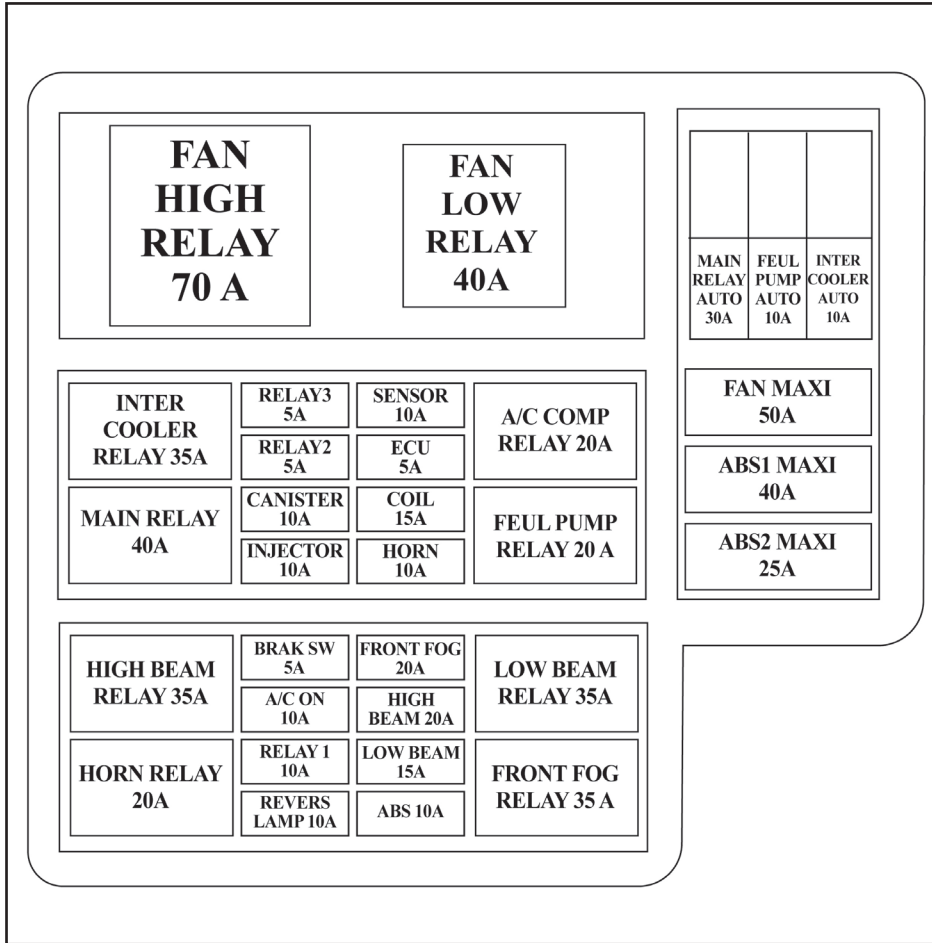 FAN
HIGH
RELAY
70 A
FAN
LOW
RELAY
40A
MAIN
RELAY
AUTO
30A
FEUL
PUMP
AUTO
10A
INTER
COOLER
AUTO
10A
FAN MAXI
50A
ABS1 MAXI
40A
ABS2 MAXI
25A
INTER
COOLER
RELAY 35A
RELAY3
5A
SENSOR
10A
A/C COMP
RELAY 20A
RELAY2
5A
ECU
5A
MAIN RELAY
40A
CANISTER
10A
COIL
15A
FEUL PUMP
RELAY 20 A
INJECTOR
10A
HORN
10A
HIGH BEAM
RELAY 35A
BRAK SW
5A
FRONT FOG
20A
LOW BEAM
RELAY 35A
A/C ON
10A
HIGH
BEAM 20A
HORN RELAY
20A
RELAY 1
10A
LOW BEAM
15A
FRONT FOG
RELAY 35 A
REVERS
LAMP 10A
ABS 10A